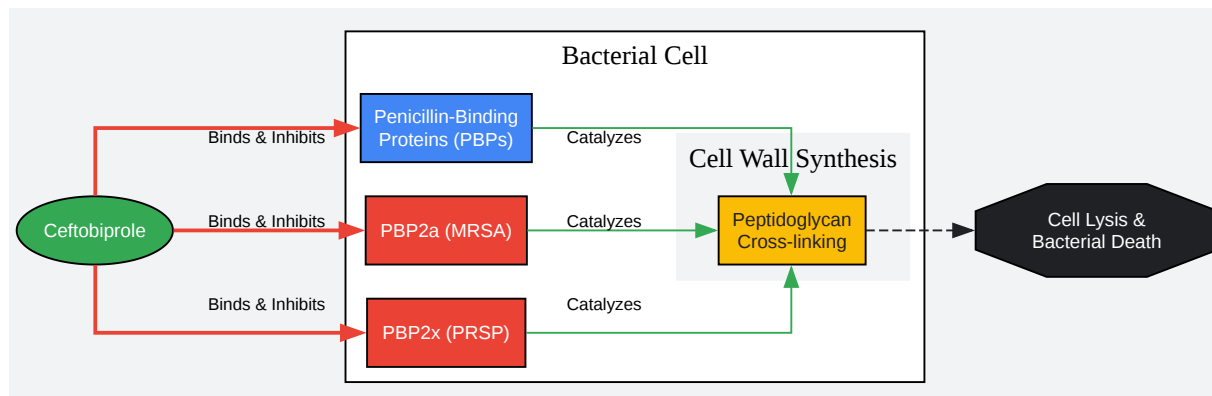 Bacterial Cell
Penicillin-Binding
Proteins (PBPs)
Binds & Inhibits
Catalyzes
Cell Wall Synthesis
Ceftobiprole
Binds & Inhibits
PBP2a (MRSA)
Catalyzes
Peptidoglycan
Cross-linking
Cell Lysis &
Bacterial Death
Binds & Inhibits
PBP2x (PRSP)
Catalyzes